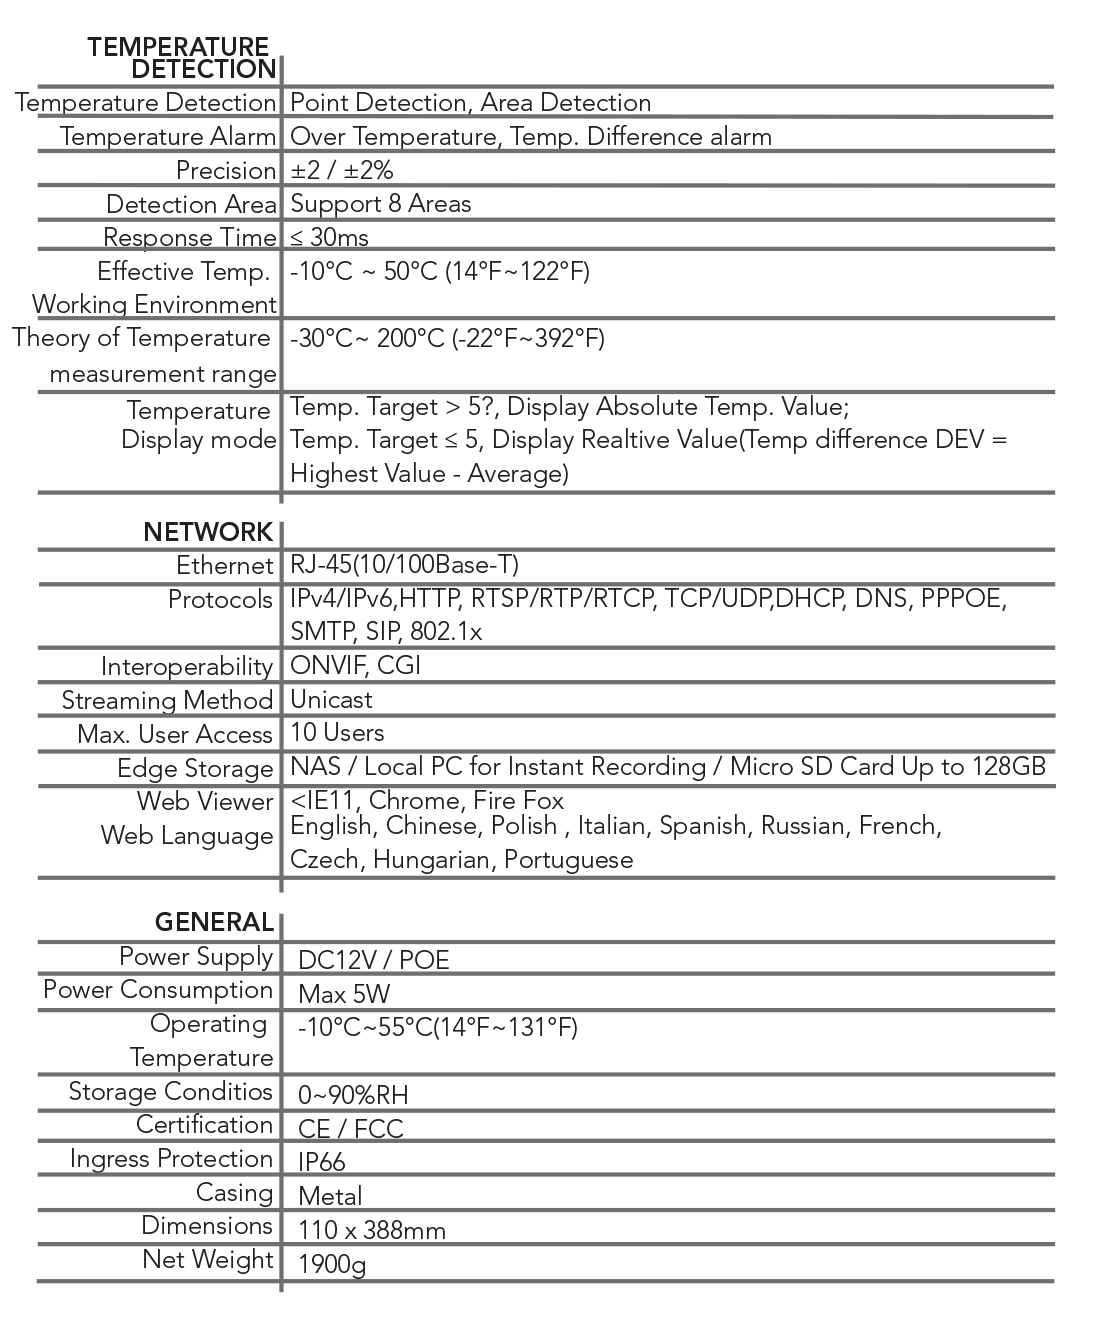 TEMPERATURE
DETECTION
Temperature Detection Point Detection, Area Detection
Temperature Alarm Over Temperature, Temp. Difference alarm
Precision ±2 / ±2%
Detection Area Support 8 Areas
Response Time ≤ 30ms
Effective Temp. -10°C ~ 50°C (14°F~122°F)
Working Environment
Theory of Temperature -30°C~ 200°C (-22°F~392°F)
measurement range
Temperature Temp. Target > 5?, Display Absolute Temp. Value;
Display mode Temp. Target ≤ 5, Display Realtive Value(Temp difference DEV =
Highest Value - Average)
NETWORK
Ethernet RJ-45(10/100Base-T)
Protocols IPv4/IPv6,HTTP, RTSP/RTP/RTCP, TCP/UDP,DHCP, DNS, PPPOE,
SMTP, SIP, 802.1x
Interoperability ONVIF, CGI
Streaming Method Unicast
Max. User Access 10 Users
Edge Storage NAS / Local PC for Instant Recording / Micro SD Card Up to 128GB
Web Viewer <IE11, Chrome, Fire Fox
Web Language English, Chinese, Polish , Italian, Spanish, Russian, French,
Czech, Hungarian, Portuguese
GENERAL
Power Supply DC12V / POE
Power Consumption Max 5W
Operating -10°C~55°C(14°F~131°F)
Temperature
Storage Conditios 0~90%RH
Certification CE / FCC
Ingress Protection IP66
Casing Metal
Dimensions 110 x 388mm
Net Weight 1900g